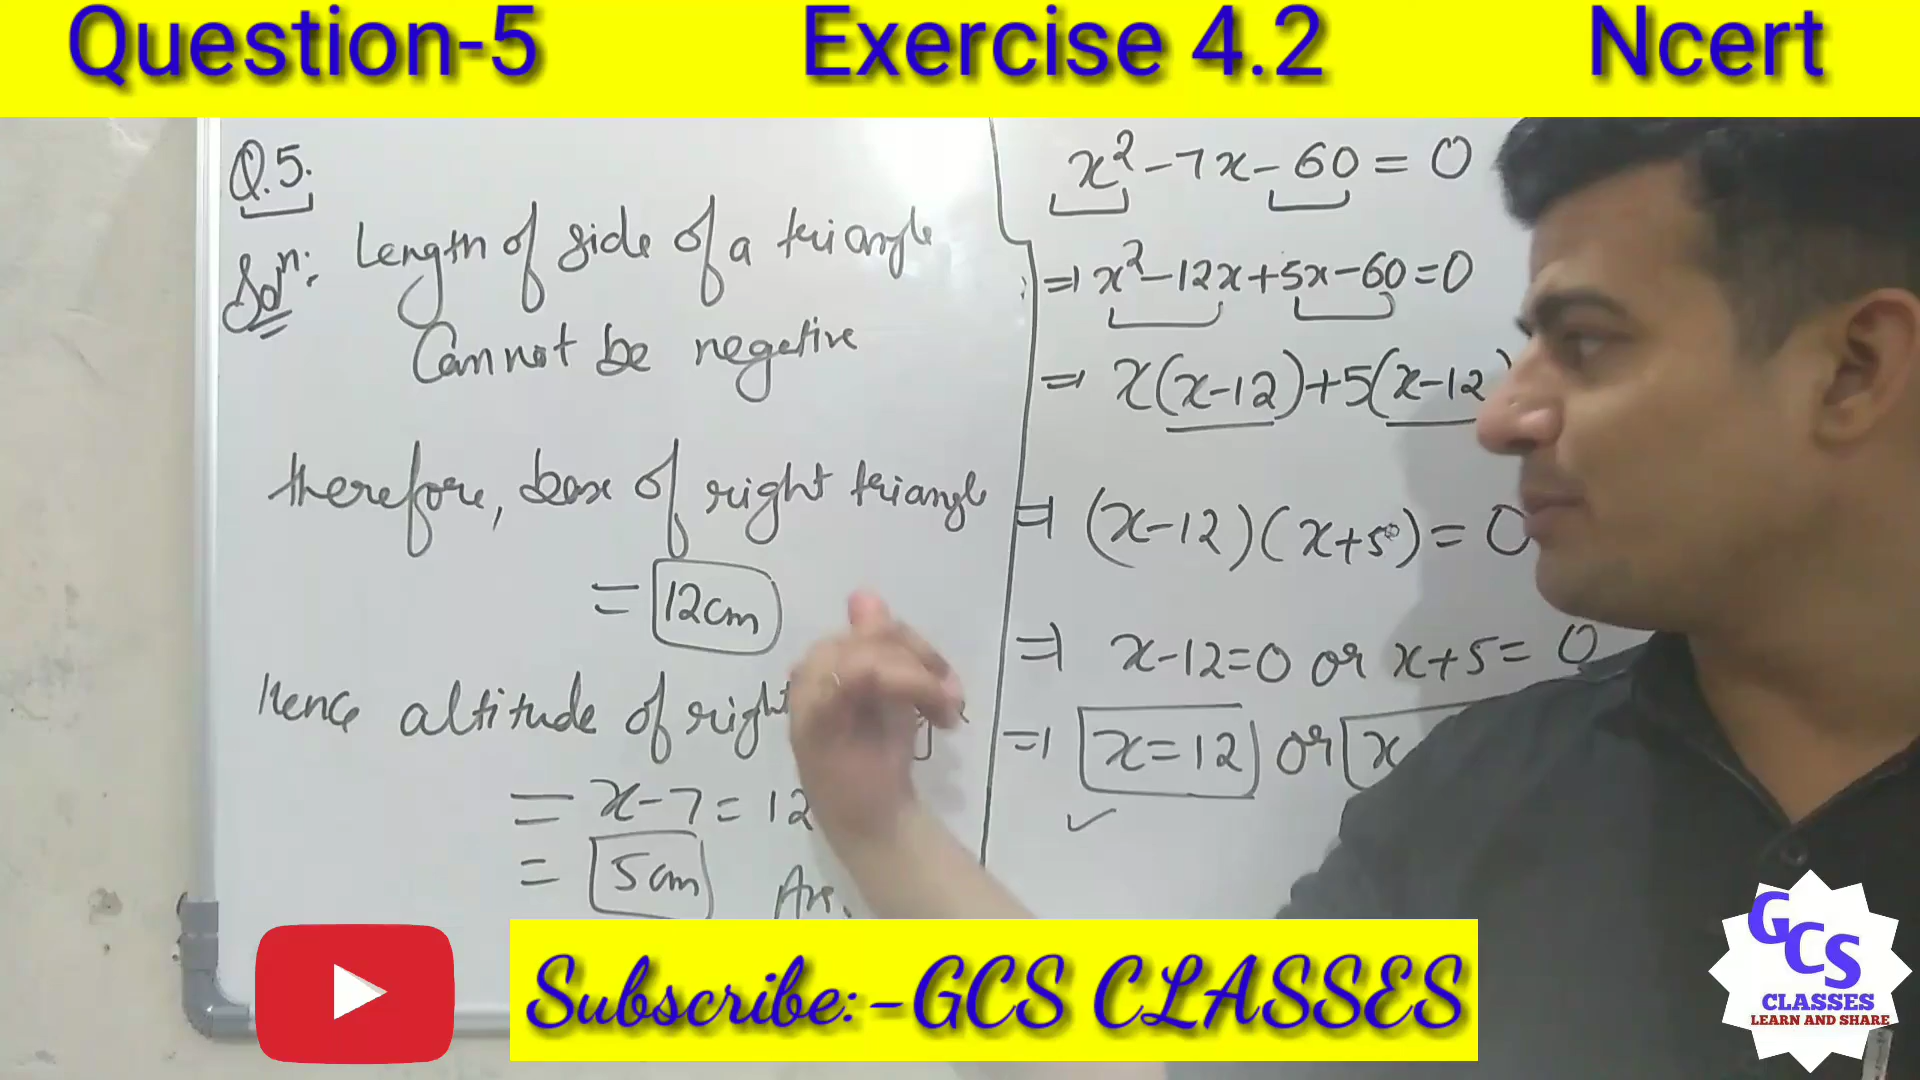 Question-5 Exercise 4.2 Ncert
Q.5.
Solⁿ: Length of side of a triangle
Cannot be negative
therefore, base of right triangle
= 12cm
Hence altitude of right
= x-7 = 12
= 5cm Ans.
x²-7x-60=0
⇒ x²-12x+5x-60=0
⇒ x(x-12)+5(x-12)
⇒ (x-12)(x+5)=0
⇒ x-12=0 or x+5=0
⇒ x=12 or x
Subscribe:-GCS CLASSES
GCS
CLASSES
LEARN AND SHARE